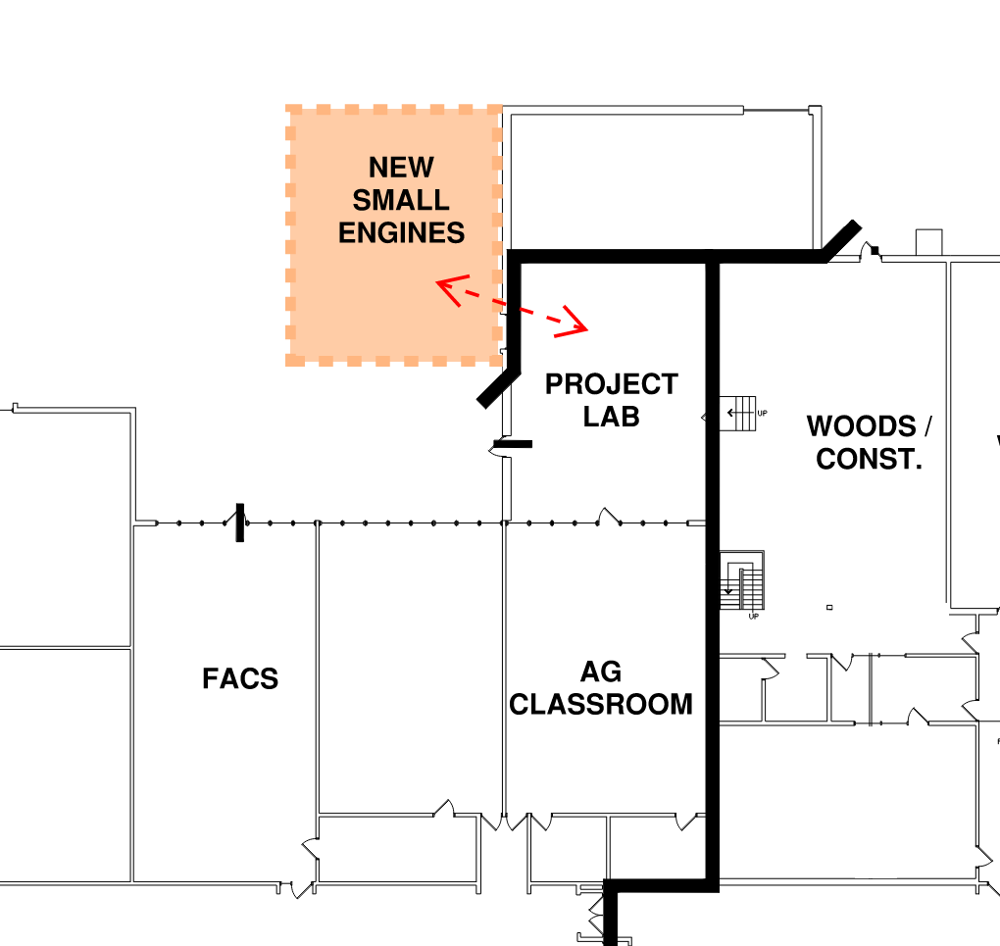 NEW
SMALL
ENGINES
PROJECT
LAB
UP
WOODS /
CONST.
UP
FACS
AG
CLASSROOM